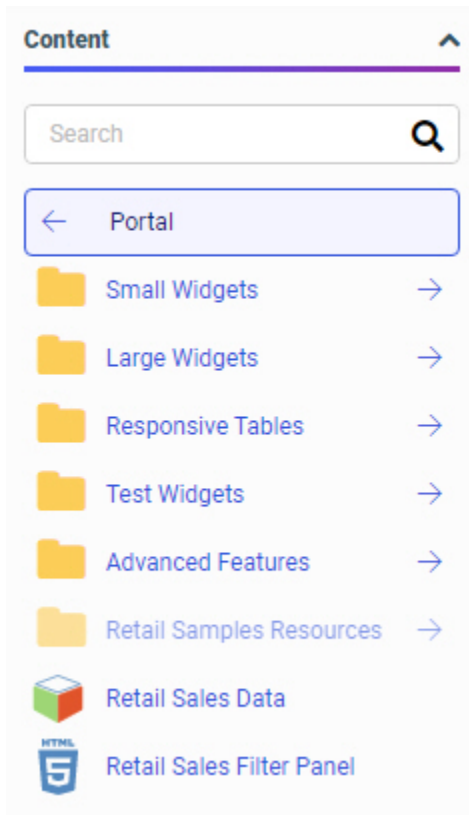 Content
Search
Portal
Small Widgets
Large Widgets
Responsive Tables
Test Widgets
Advanced Features
Retail Samples Resources
Retail Sales Data
HTML
5
Retail Sales Filter Panel